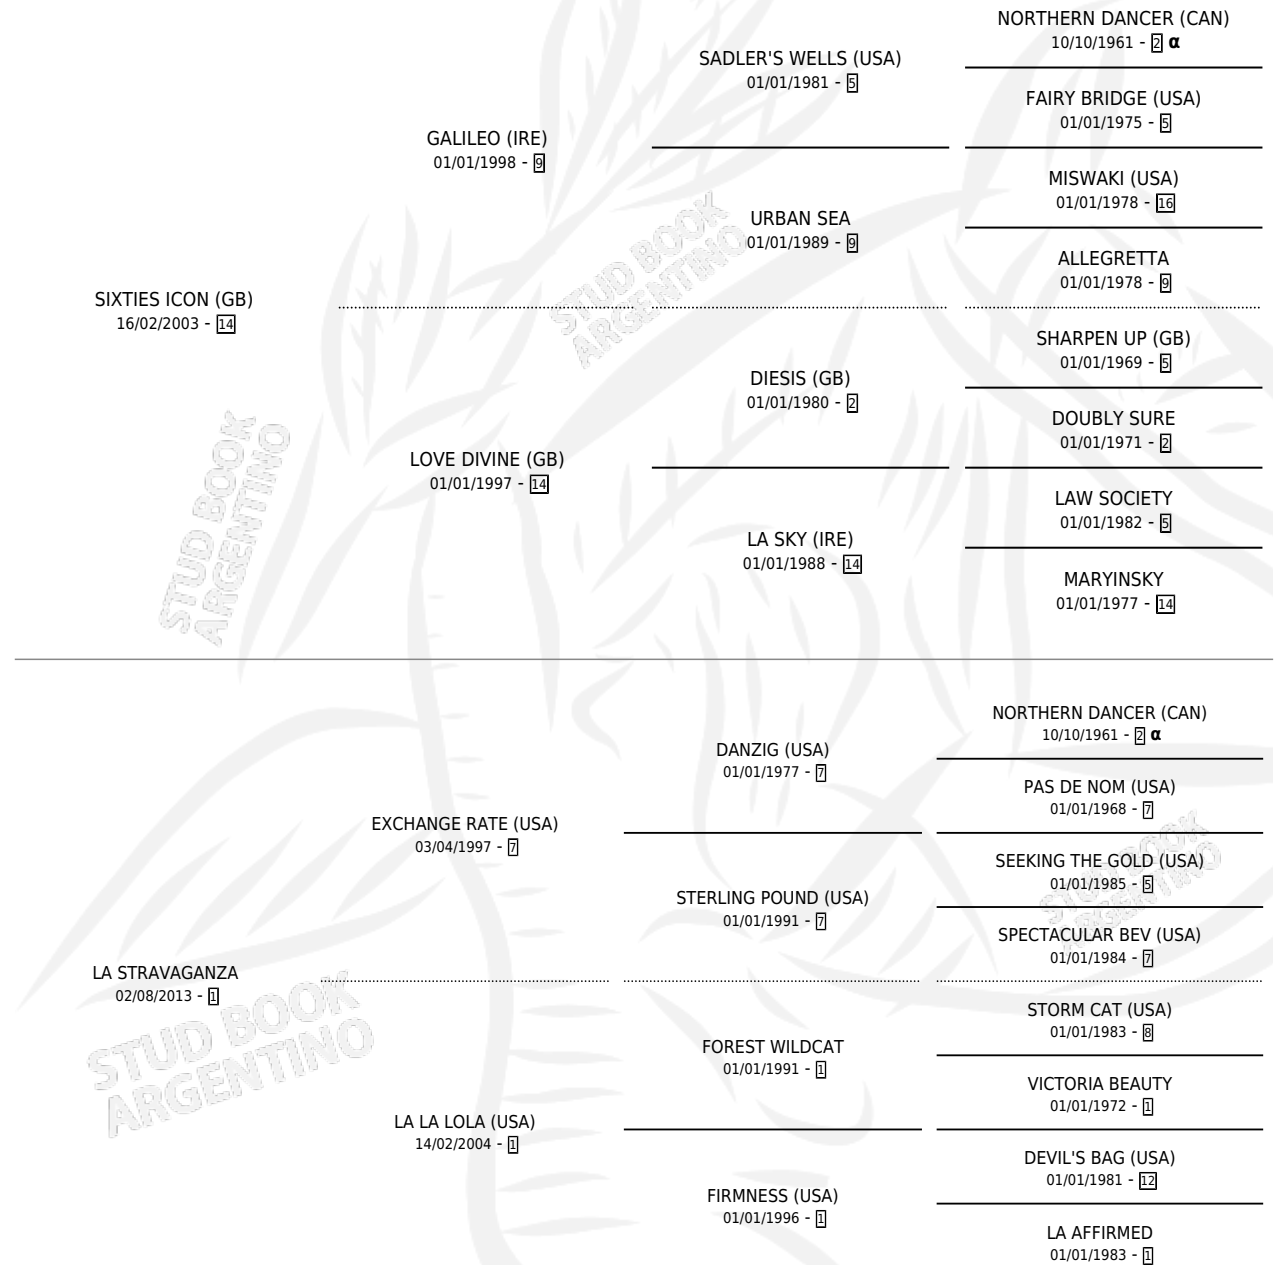 NORTHERN DANCER (CAN)
10/10/1961 - 2 α
SADLER'S WELLS (USA)
01/01/1981 - 5
FAIRY BRIDGE (USA)
01/01/1975 - 5
GALILEO (IRE)
01/01/1998 - 9
MISWAKI (USA)
01/01/1978 - 16
URBAN SEA
01/01/1989 - 9
ALLEGRETTA
01/01/1978 - 9
SIXTIES ICON (GB)
16/02/2003 - 14
STUD BOOK
ARGENTINO
SHARPEN UP (GB)
01/01/1969 - 5
DIESIS (GB)
01/01/1980 - 2
DOUBLY SURE
01/01/1971 - 2
LOVE DIVINE (GB)
01/01/1997 - 14
LAW SOCIETY
01/01/1982 - 5
LA SKY (IRE)
01/01/1988 - 14
MARYINSKY
01/01/1977 - 14
STUD BOOK
ARGENTINO
NORTHERN DANCER (CAN)
10/10/1961 - 2 α
DANZIG (USA)
01/01/1977 - 7
PAS DE NOM (USA)
01/01/1968 - 7
EXCHANGE RATE (USA)
03/04/1997 - 7
SEEKING THE GOLD (USA)
01/01/1985 - 5
STERLING POUND (USA)
01/01/1991 - 7
STUD BOOK
ARGENTINO
SPECTACULAR BEV (USA)
01/01/1984 - 7
LA STRAVAGANZA
02/08/2013 - 1
STORM CAT (USA)
01/01/1983 - 8
FOREST WILDCAT
01/01/1991 - 1
VICTORIA BEAUTY
01/01/1972 - 1
STUD BOOK
ARGENTINO
LA LA LOLA (USA)
14/02/2004 - 1
DEVIL'S BAG (USA)
01/01/1981 - 12
FIRMNESS (USA)
01/01/1996 - 1
LA AFFIRMED
01/01/1983 - 1